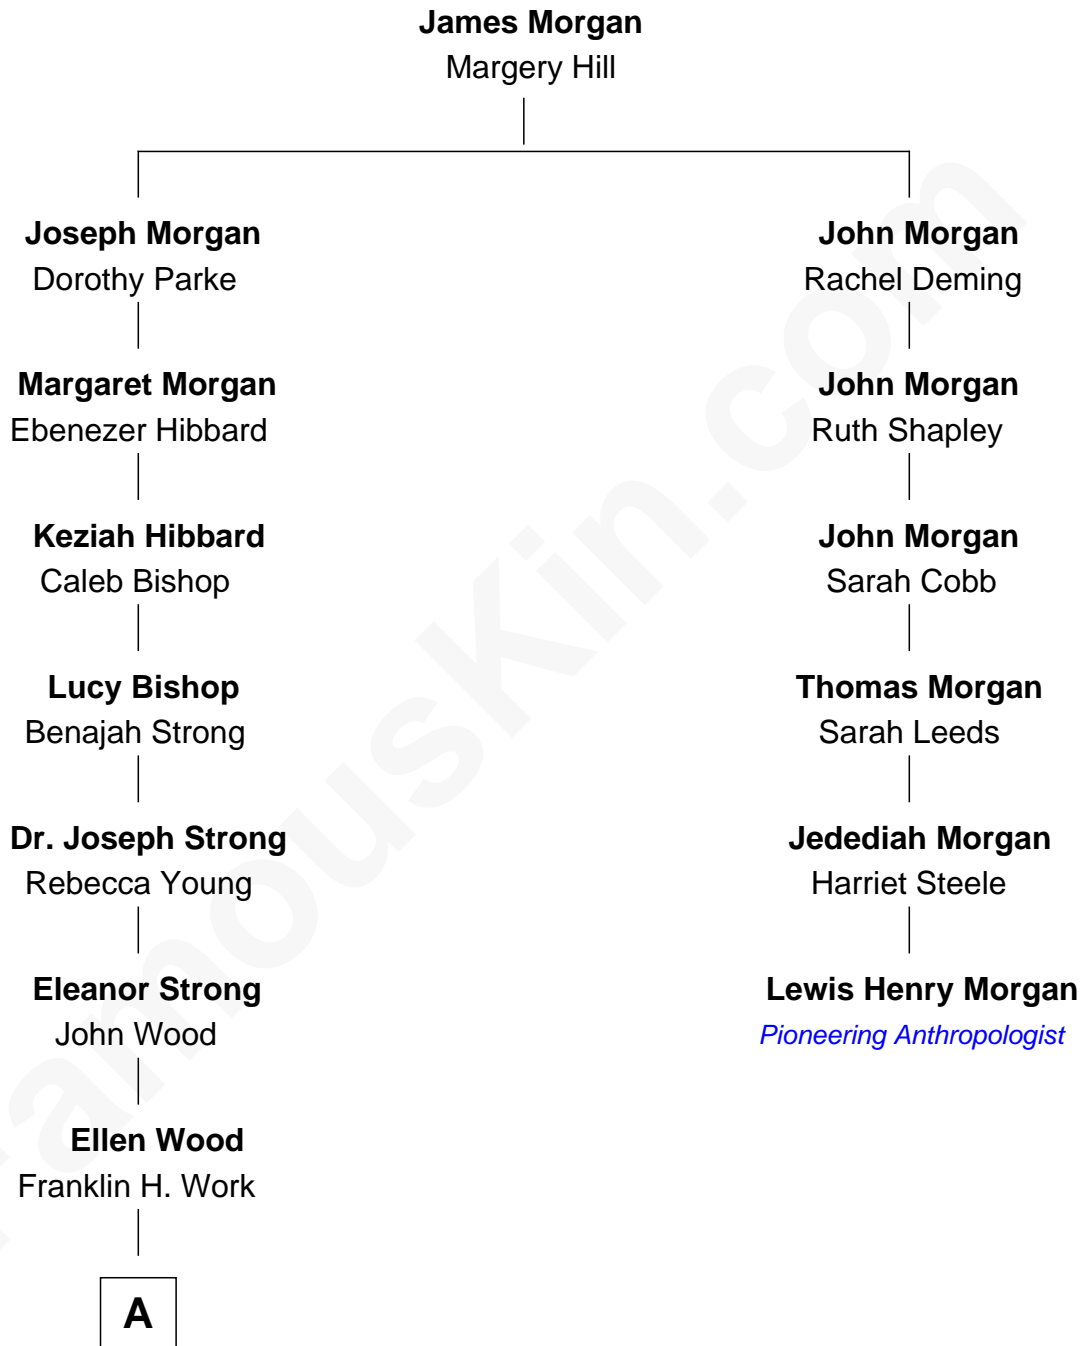 James Morgan
Margery Hill
Joseph Morgan
Dorothy Parke
Margaret Morgan
Ebenezer Hibbard
Keziah Hibbard
Caleb Bishop
Lucy Bishop
Benajah Strong
Dr. Joseph Strong
Rebecca Young
Eleanor Strong
John Wood
Ellen Wood
Franklin H. Work
A
John Morgan
Rachel Deming
John Morgan
Ruth Shapley
John Morgan
Sarah Cobb
Thomas Morgan
Sarah Leeds
Jedediah Morgan
Harriet Steele
Lewis Henry Morgan
Pioneering Anthropologist
FamousKin.com